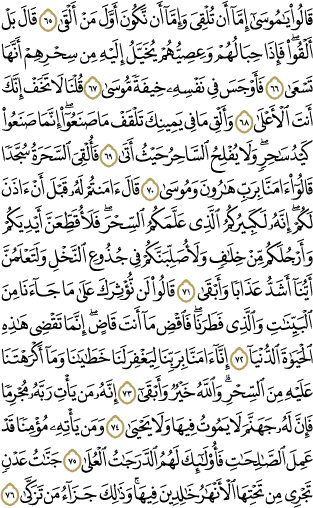 قَالُوا۟ يَٰمُوسَىٰٓ إِمَّآ أَن تُلْقِىَ وَإِمَّآ أَن نَّكُونَ أَوَّلَ مَنْ أَلْقَىٰ ٦٥ قَالَ بَلْ
أَلْقُوا۟ ۖ فَإِذَا حِبَالُهُمْ وَعِصِيُّهُمْ يُخَيَّلُ إِلَيْهِ مِن سِحْرِهِمْ أَنَّهَا
تَسْعَىٰ ٦٦ فَأَوْجَسَ فِى نَفْسِهِۦ خِيفَةً مُّوسَىٰ ٦٧ قُلْنَا لَا تَخَفْ إِنَّكَ
أَنتَ ٱلْأَعْلَىٰ ٦٨ وَأَلْقِ مَا فِى يَمِينِكَ تَلْقَفْ مَا صَنَعُوٓا۟ ۖ إِنَّمَا صَنَعُوا۟
كَيْدُ سَٰحِرٍ ۖ وَلَا يُفْلِحُ ٱلسَّاحِرُ حَيْثُ أَتَىٰ ٦٩ فَأُلْقِىَ ٱلسَّحَرَةُ سُجَّدًا
قَالُوٓا۟ ءَامَنَّا بِرَبِّ هَٰرُونَ وَمُوسَىٰ ٧٠ قَالَ ءَامَنتُمْ لَهُۥ قَبْلَ أَنْ ءَاذَنَ
لَكُمْ ۖ إِنَّهُۥ لَكَبِيرُكُمُ ٱلَّذِى عَلَّمَكُمُ ٱلسِّحْرَ ۖ فَلَأُقَطِّعَنَّ أَيْدِيَكُمْ
وَأَرْجُلَكُم مِّنْ خِلَٰفٍ وَلَأُصَلِّبَنَّكُمْ فِى جُذُوعِ ٱلنَّخْلِ وَلَتَعْلَمُنَّ
أَيُّنَآ أَشَدُّ عَذَابًا وَأَبْقَىٰ ٧١ قَالُوا۟ لَن نُّؤْثِرَكَ عَلَىٰ مَا جَآءَنَا مِنَ
ٱلْبَيِّنَٰتِ وَٱلَّذِى فَطَرَنَا ۖ فَٱقْضِ مَآ أَنتَ قَاضٍ ۖ إِنَّمَا تَقْضِى هَٰذِهِ
ٱلْحَيَوٰةَ ٱلدُّنْيَآ ٧٢ إِنَّآ ءَامَنَّا بِرَبِّنَا لِيَغْفِرَ لَنَا خَطَٰيَٰنَا وَمَآ أَكْرَهْتَنَا
عَلَيْهِ مِنَ ٱلسِّحْرِ ۗ وَٱللَّهُ خَيْرٌ وَأَبْقَىٰٓ ٧٣ إِنَّهُۥ مَن يَأْتِ رَبَّهُۥ مُجْرِمًا
فَإِنَّ لَهُۥ جَهَنَّمَ لَا يَمُوتُ فِيهَا وَلَا يَحْيَىٰ ٧٤ وَمَن يَأْتِهِۦ مُؤْمِنًا قَدْ
عَمِلَ ٱلصَّٰلِحَٰتِ فَأُو۟لَٰٓئِكَ لَهُمُ ٱلدَّرَجَٰتُ ٱلْعُلَىٰ ٧٥ جَنَّٰتُ عَدْنٍ
تَجْرِى مِن تَحْتِهَا ٱلْأَنْهَٰرُ خَٰلِدِينَ فِيهَا ۚ وَذَٰلِكَ جَزَآءُ مَن تَزَكَّىٰ ٧٦